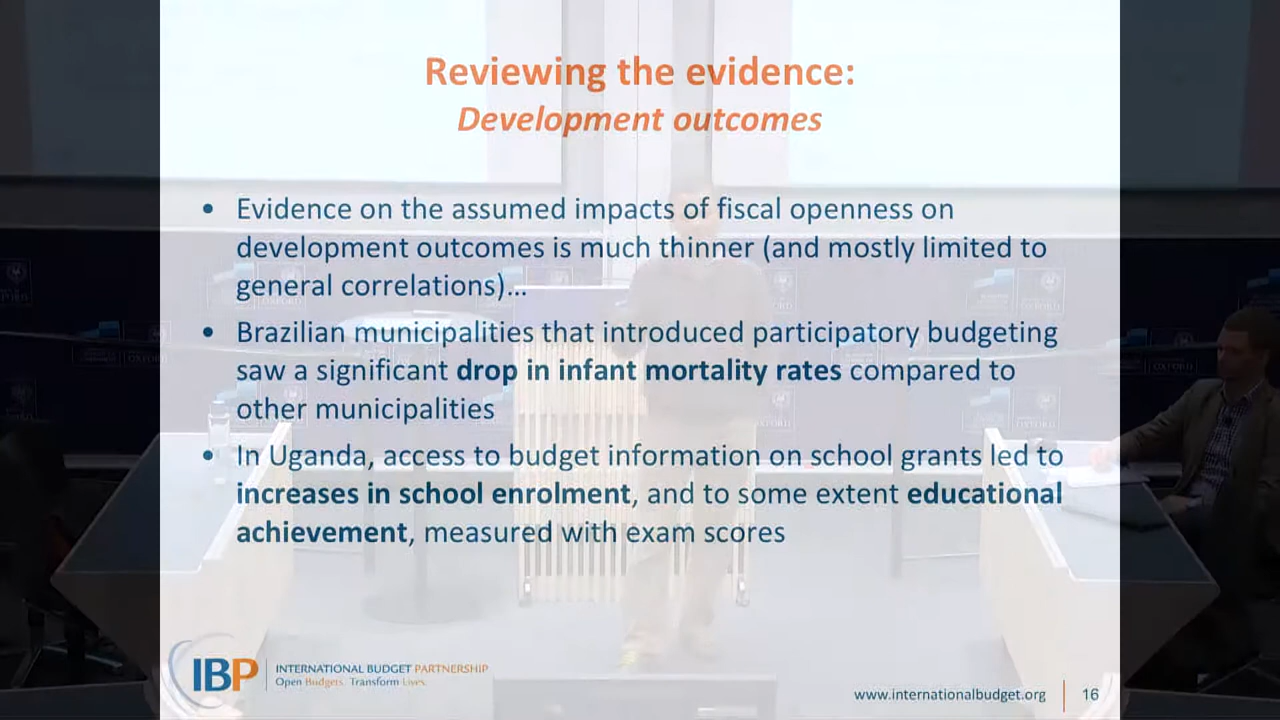 Reviewing the evidence:
Development outcomes
• Evidence on the assumed impacts of fiscal openness on
development outcomes is much thinner (and mostly limited to
general correlations)…
• Brazilian municipalities that introduced participatory budgeting
saw a significant drop in infant mortality rates compared to
other municipalities
• In Uganda, access to budget information on school grants led to
increases in school enrolment, and to some extent educational
achievement, measured with exam scores
IBP
INTERNATIONAL BUDGET PARTNERSHIP
Open Budgets. Transform Lives.
www.internationalbudget.org
16
OXFORD